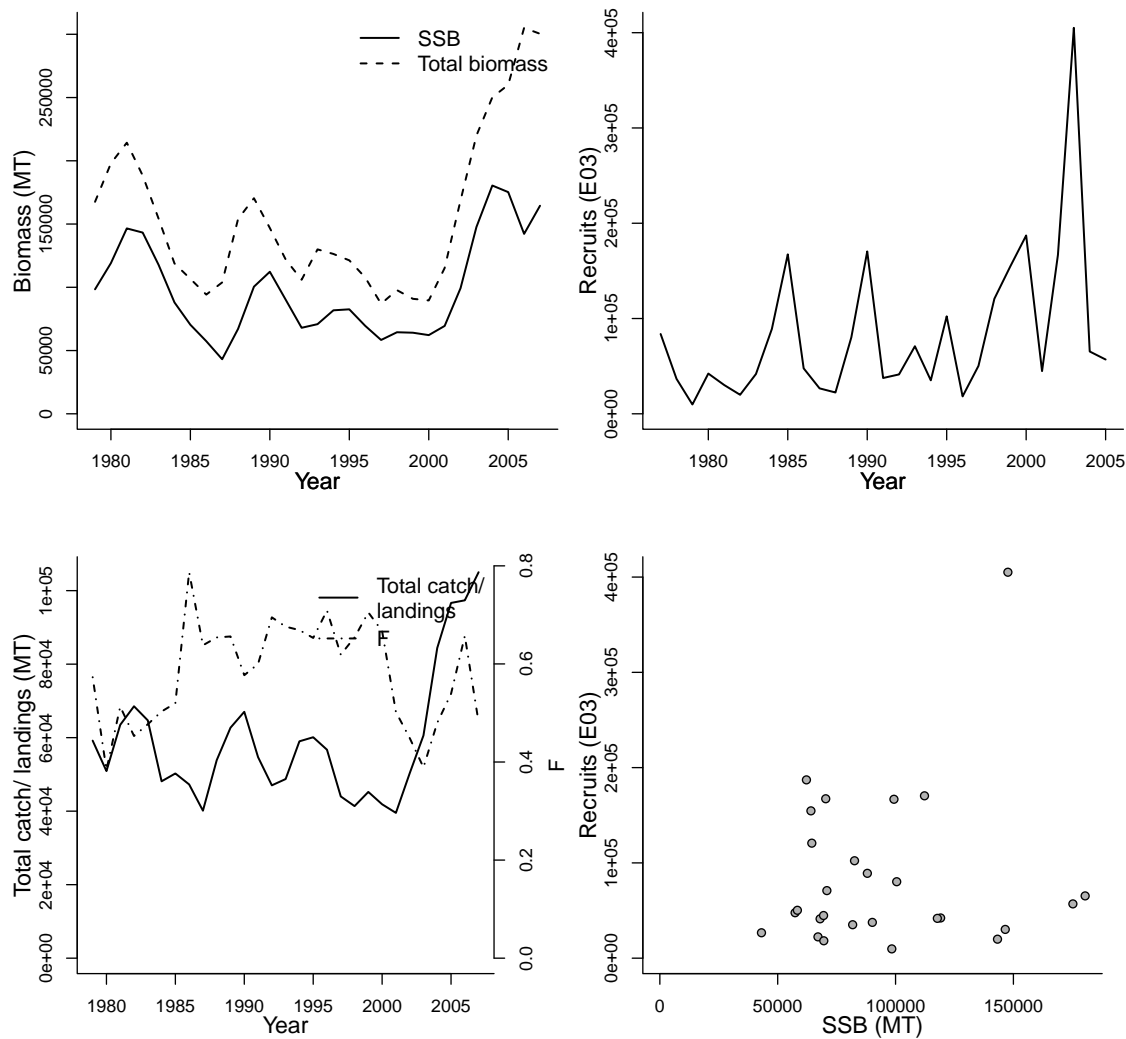 SSB
Total biomass
Biomass (MT)
0
50000
150000
250000
1980
1985
1990
1995
2000
2005
Year
Recruits (E03)
0e+00
1e+05
2e+05
3e+05
4e+05
1980
1985
1990
1995
2000
2005
Year
Total catch/
landings
F
Total catch/ landings (MT)
0e+00
2e+04
4e+04
6e+04
8e+04
1e+05
0.0
0.2
0.4
0.6
0.8
F
1980
1985
1990
1995
2000
2005
Year
Recruits (E03)
0e+00
1e+05
2e+05
3e+05
4e+05
0
50000
100000
150000
SSB (MT)